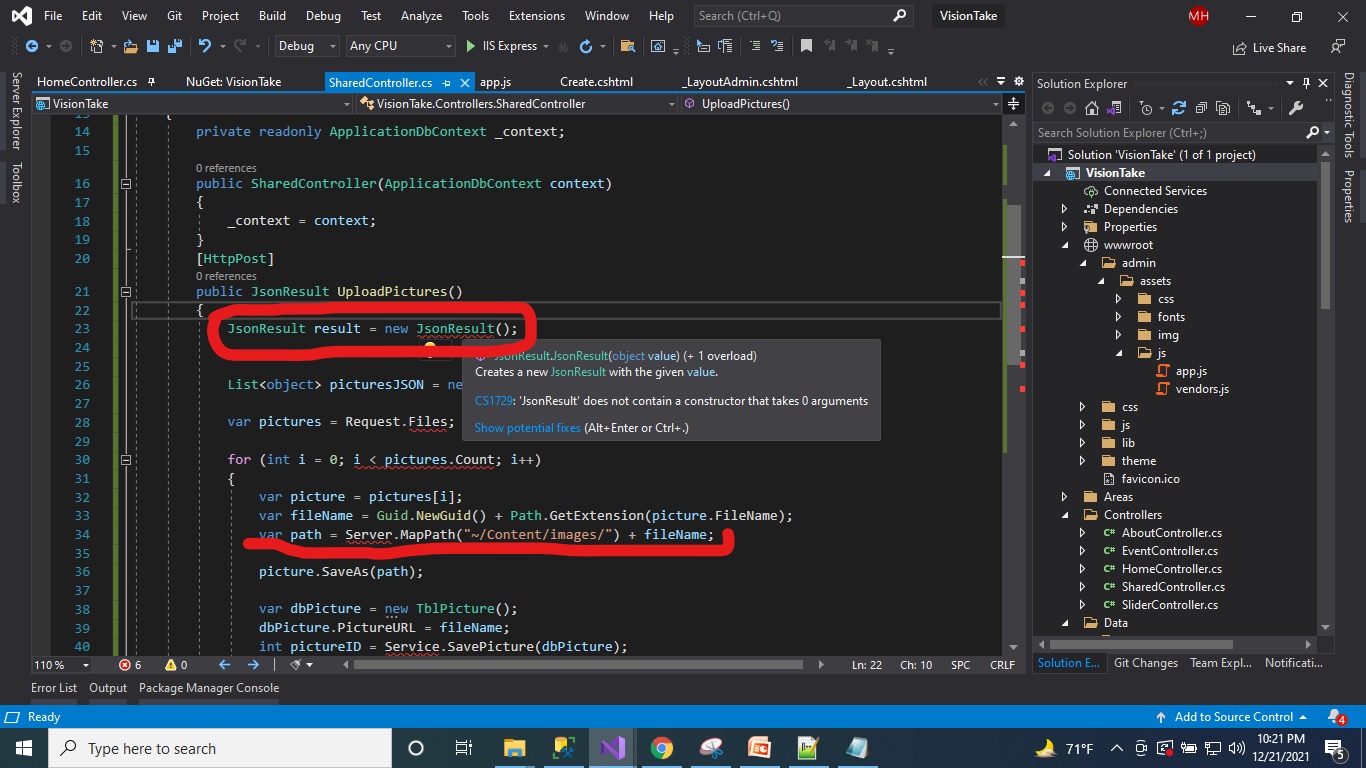 File Edit View Git Project Build Debug Test Analyze Tools Extensions Window Help Search (Ctrl+Q) VisionTake MH
Debug Any CPU IIS Express Live Share
HomeController.cs NuGet: VisionTake SharedController.cs app.js Create.cshtml _LayoutAdmin.cshtml _Layout.cshtml
VisionTake VisionTake.Controllers.SharedController UploadPictures()
Server Explorer
Toolbox
14 private readonly ApplicationDbContext _context;
15
0 references
16 public SharedController(ApplicationDbContext context)
17 {
18 _context = context;
19 }
20 [HttpPost]
0 references
21 public JsonResult UploadPictures()
22 {
23 JsonResult result = new JsonResult();
24
25
26 List<object> picturesJSON = ne
27
28 var pictures = Request.Files;
29
30 for (int i = 0; i < pictures.Count; i++)
31 {
32 var picture = pictures[i];
33 var fileName = Guid.NewGuid() + Path.GetExtension(picture.FileName);
34 var path = Server.MapPath("~/Content/images/") + fileName;
35
36 picture.SaveAs(path);
37
38 var dbPicture = new TblPicture();
39 dbPicture.PictureURL = fileName;
40 int pictureID = Service.SavePicture(dbPicture);
JsonResult.JsonResult(object value) (+ 1 overload)
Creates a new JsonResult with the given value.
CS1729: 'JsonResult' does not contain a constructor that takes 0 arguments
Show potential fixes (Alt+Enter or Ctrl+.)
110 % 6 0 Ln: 22 Ch: 10 SPC CRLF
Solution Explorer
Search Solution Explorer (Ctrl+;)
Solution 'VisionTake' (1 of 1 project)
VisionTake
Connected Services
Dependencies
Properties
wwwroot
admin
assets
css
fonts
img
js
app.js
vendors.js
css
js
lib
theme
favicon.ico
Areas
Controllers
AboutController.cs
EventController.cs
HomeController.cs
SharedController.cs
SliderController.cs
Data
Solution E... Git Changes Team Expl... Notificati...
Diagnostic Tools
Properties
Error List Output Package Manager Console
Ready Add to Source Control 4
Type here to search 71°F 10:21 PM
12/21/2021 5